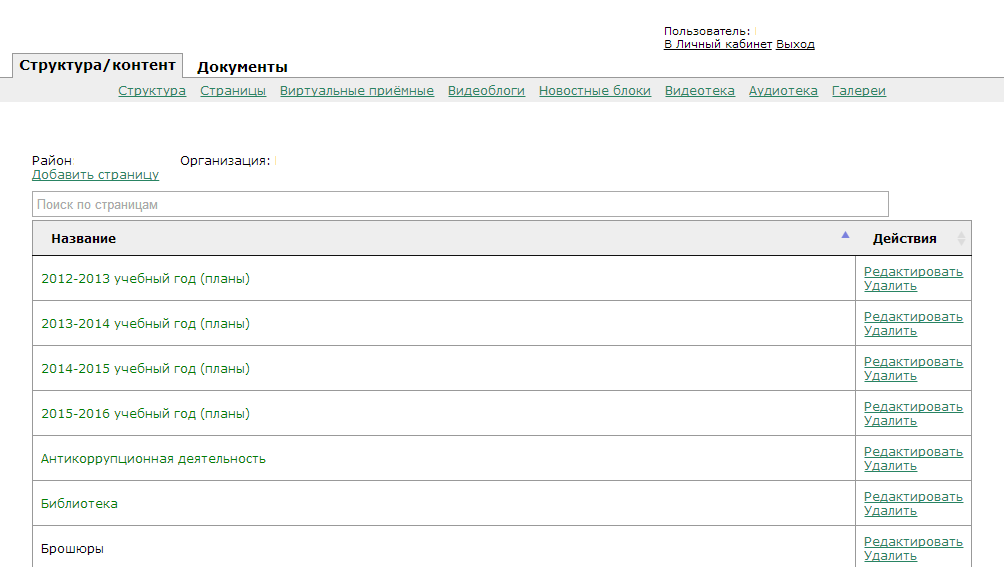 Пользователь:
В Личный кабинет Выход
Структура/контент Документы
Структура Страницы Виртуальные приёмные Видеоблоги Новостные блоки Видеотека Аудиотека Галереи
Район Организация:
Добавить страницу
Поиск по страницам
Название Действия
2012-2013 учебный год (планы) Редактировать
Удалить
2013-2014 учебный год (планы) Редактировать
Удалить
2014-2015 учебный год (планы) Редактировать
Удалить
2015-2016 учебный год (планы) Редактировать
Удалить
Антикоррупционная деятельность Редактировать
Удалить
Библиотека Редактировать
Удалить
Брошюры Редактировать
Удалить